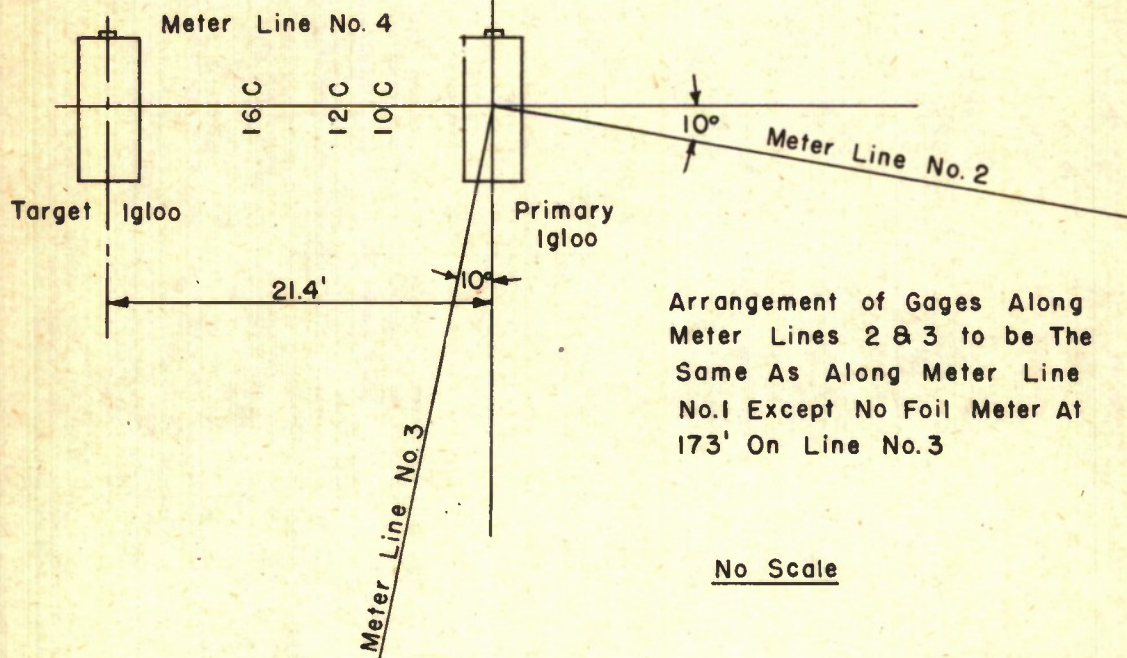 Meter Line No. 4
16 C
12 C
10 C
10°
Meter Line No. 2
Target Igloo
Primary
Igloo
10°
21.4'
Arrangement of Gages Along
Meter Lines 2 & 3 to be The
Same As Along Meter Line
No.1 Except No Foil Meter At
173' On Line No. 3
Meter Line No. 3
No Scale